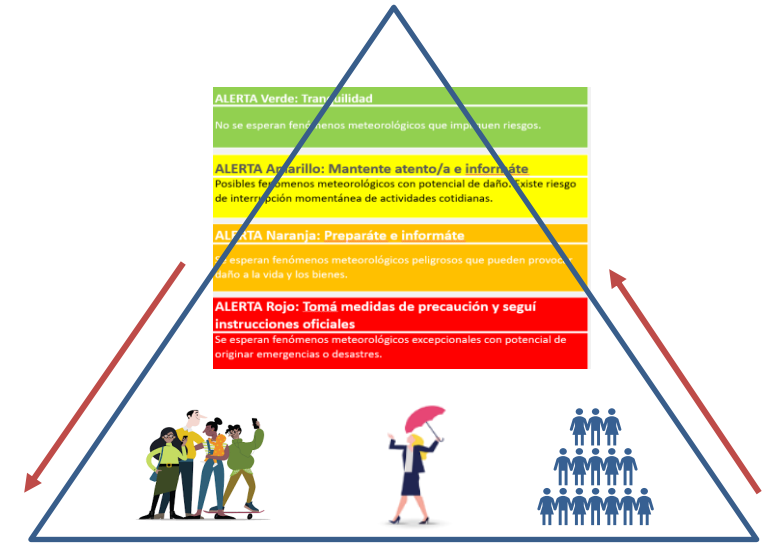 ALERTA Verde: Tranquilidad
No se esperan fenómenos meteorológicos que impliquen riesgos.
ALERTA Amarillo: Mantente atento/a e informáte
Posibles fenómenos meteorológicos con potencial de daño. Existe riesgo
de interrupción momentánea de actividades cotidianas.
ALERTA Naranja: Preparáte e informáte
Se esperan fenómenos meteorológicos peligrosos que pueden provocar
daño a la vida y los bienes.
ALERTA Rojo: Tomá medidas de precaución y seguí
instrucciones oficiales
Se esperan fenómenos meteorológicos excepcionales con potencial de
originar emergencias o desastres.